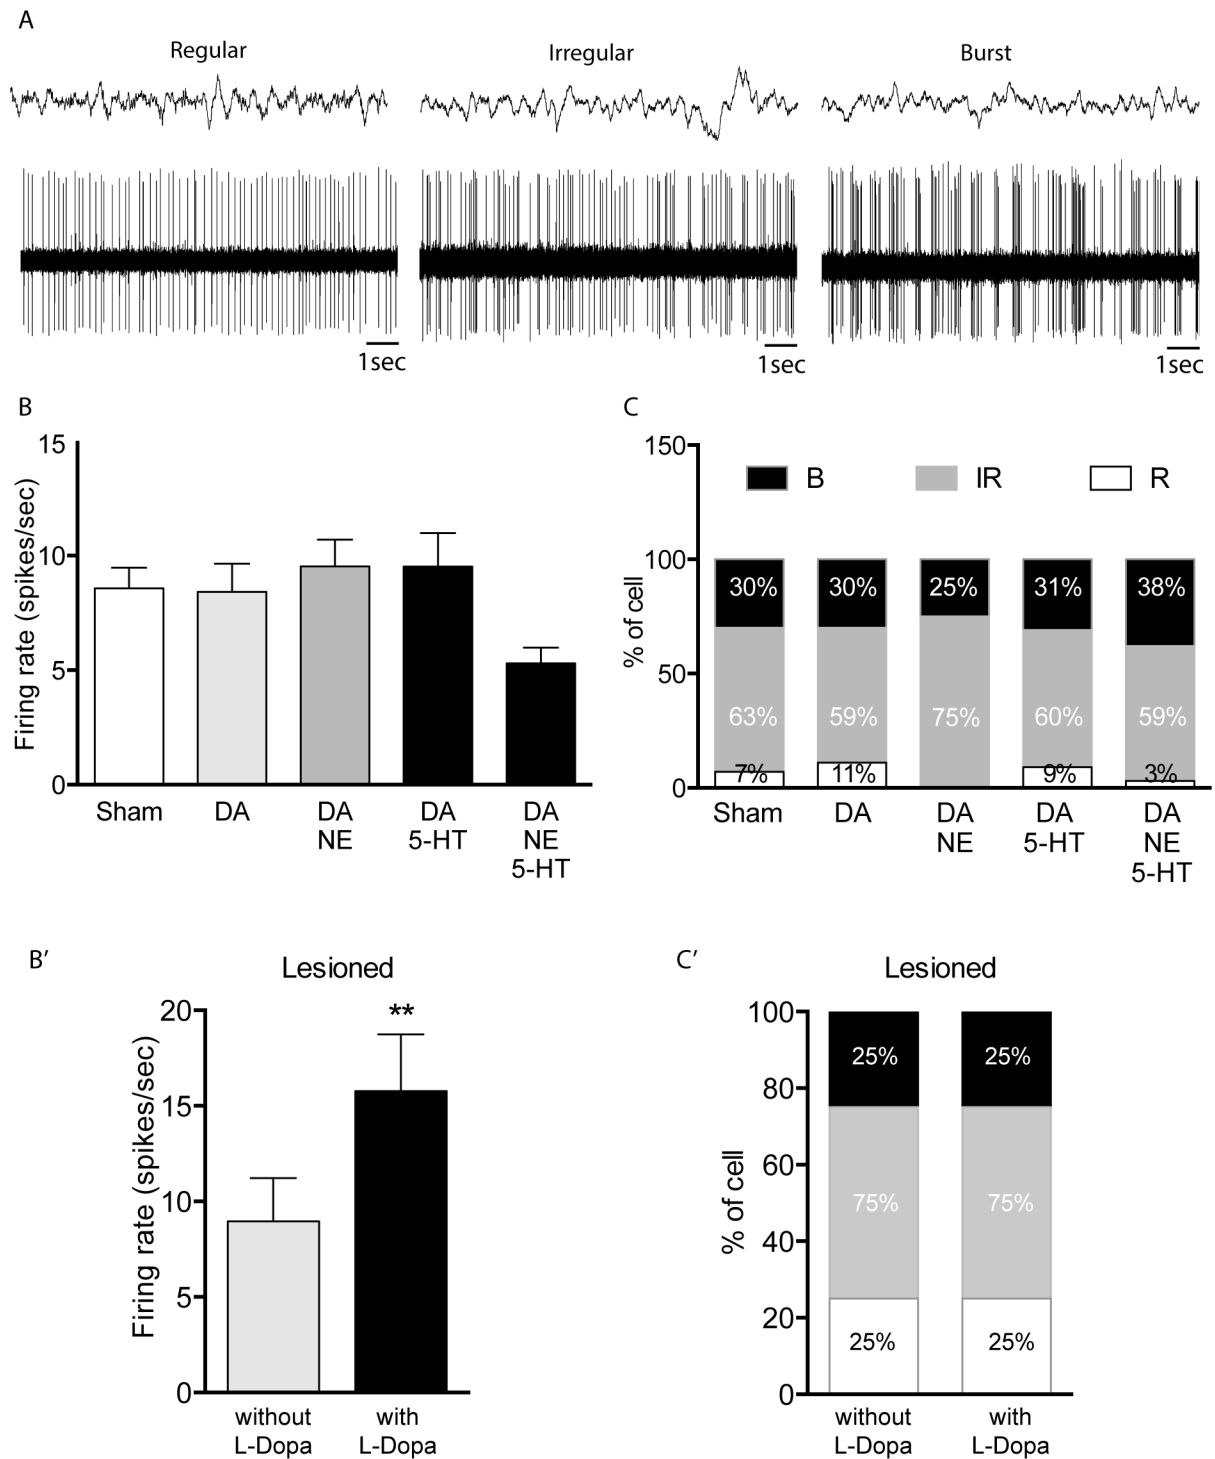 A
Regular
Irregular
Burst
1sec
1sec
1sec
B
C
15
10
5
0
Firing rate (spikes/sec)
Sham
DA
DA
NE
DA
5-HT
DA
NE
5-HT
150
100
50
0
% of cell
B
IR
R
30%
30%
25%
31%
38%
63%
59%
75%
60%
59%
7%
11%
9%
3%
Sham
DA
DA
NE
DA
5-HT
DA
NE
5-HT
B′
Lesioned
20
15
10
5
0
Firing rate (spikes/sec)
**
without
L-Dopa
with
L-Dopa
C′
Lesioned
100
80
60
40
20
0
% of cell
25%
25%
75%
75%
25%
25%
without
L-Dopa
with
L-Dopa